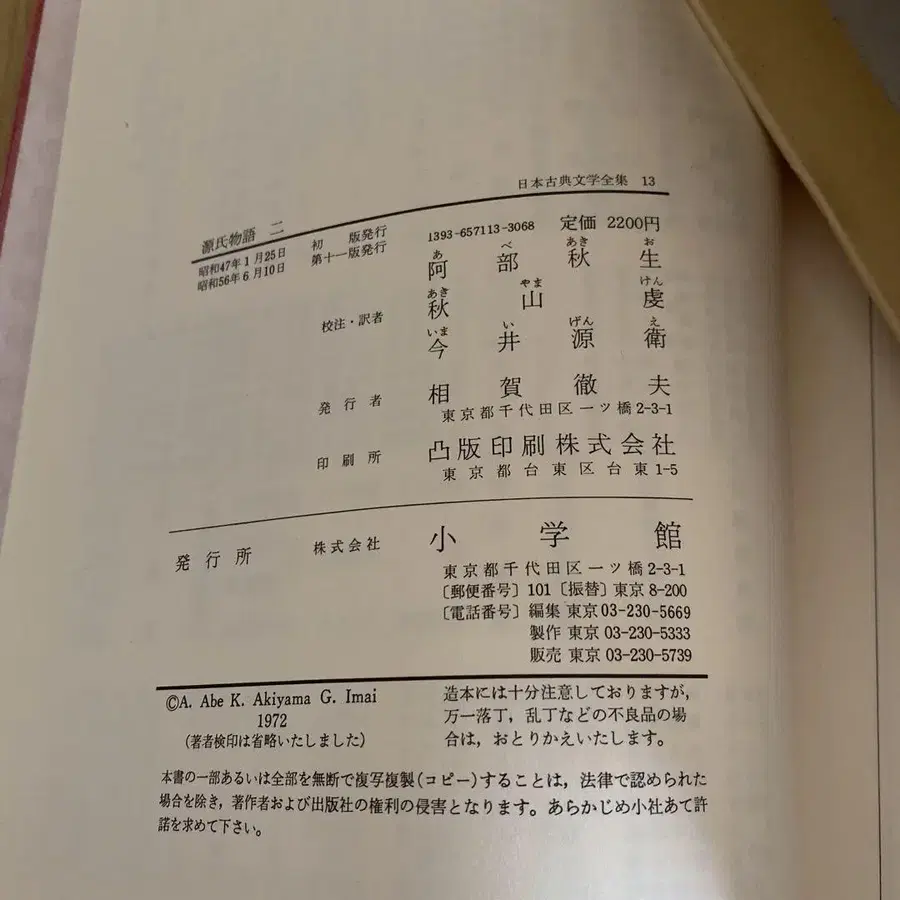 日本古典文学全集 13
源氏物語 二
昭和47年1月25日 初版発行
昭和56年6月10日 第十一版発行
1393-657113-3068 定価 2200円
あ べ あき お
阿部秋生
あき やま けん
校注・訳者 秋山虔
いま い げん え
今井源衛
発行者 相賀徹夫
東京都千代田区一ツ橋2-3-1
印刷所 凸版印刷株式会社
東京都台東区台東1-5
発行所 株式会社 小学館
東京都千代田区一ツ橋2-3-1
〔郵便番号〕101〔振替〕東京8-200
〔電話番号〕編集 東京03-230-5669
製作 東京03-230-5333
販売 東京03-230-5739
©A. Abe K. Akiyama G. Imai
1972
(著者検印は省略いたしました)
造本には十分注意しておりますが,
万一落丁,乱丁などの不良品の場
合は,おとりかえいたします。
本書の一部あるいは全部を無断で複写複製(コピー)することは,法律で認められた
場合を除き,著作者および出版社の権利の侵害となります。あらかじめ小社あて許
諾を求めて下さい。